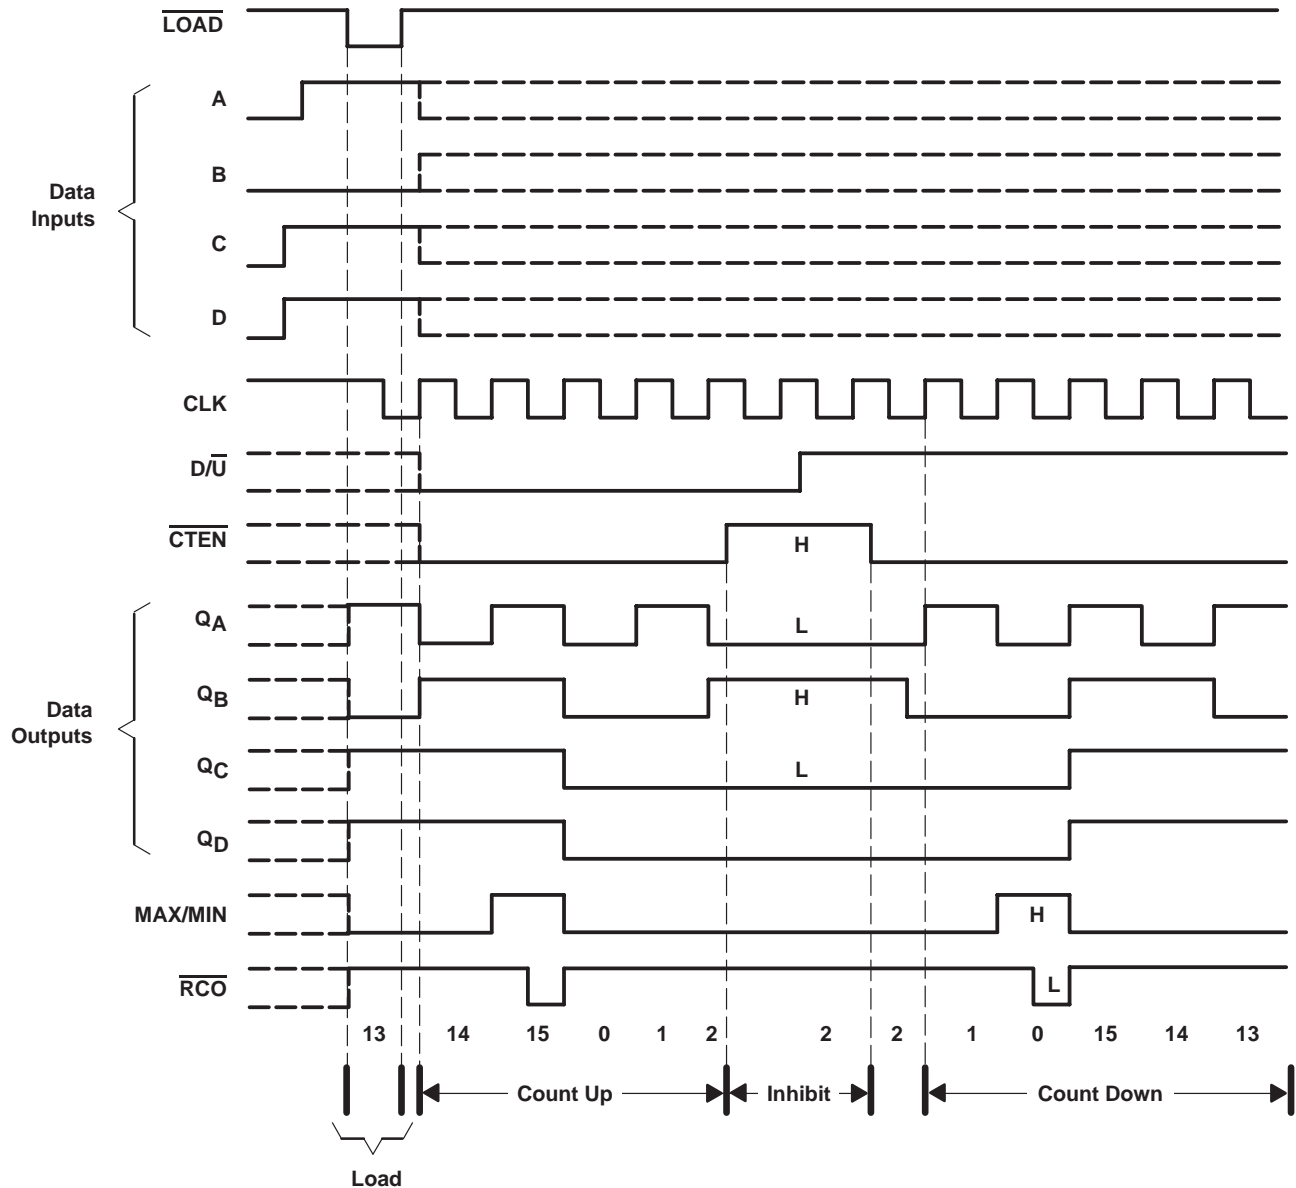 LOAD
A
B
C
D
Data
Inputs
CLK
D/U
CTEN
H
QA
L
QB
H
Data
Outputs
QC
L
QD
MAX/MIN
H
RCO
L
13 14 15 0 1 2 2 2 1 0 15 14 13
Count Up Inhibit Count Down
Load